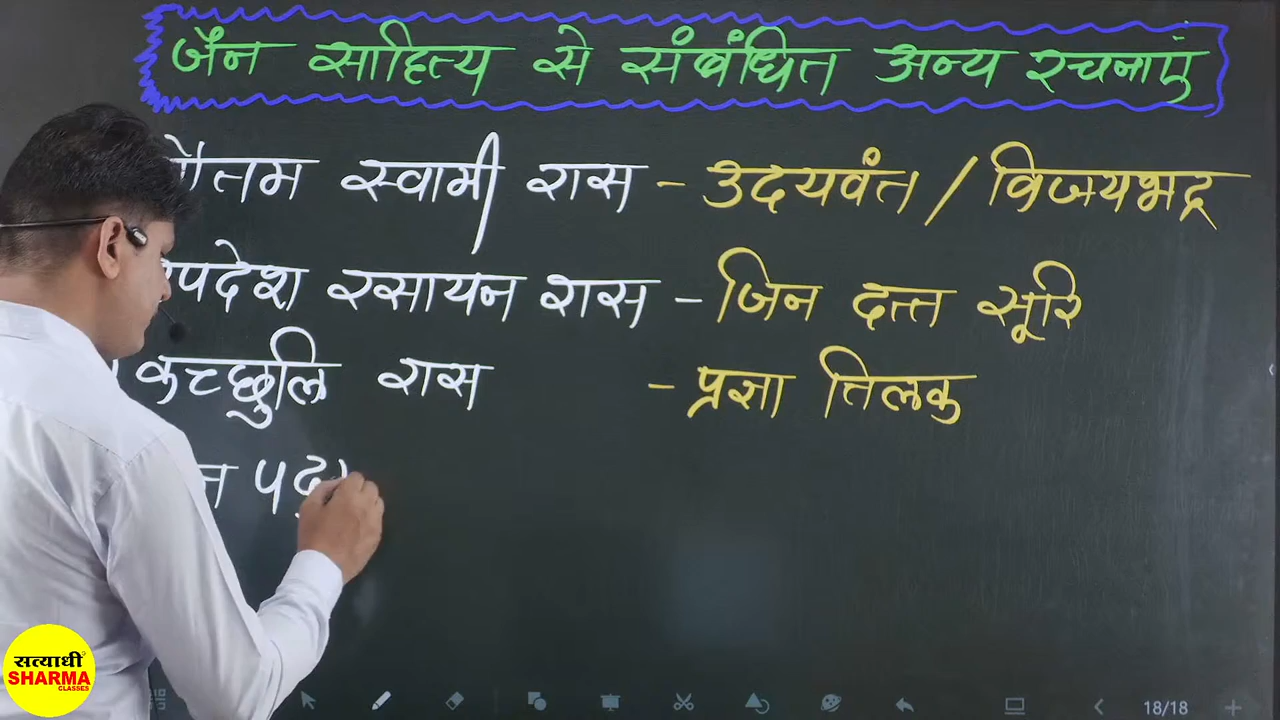 जैन साहित्य से संबंधित अन्य रचनाएं
स्वामी रास - उदयवंत / विजयभद्र
रसायन रास - जिन दत्त सूरि
कच्छुलि रास - प्रज्ञा तिलक
सत्याधी
SHARMA
CLASSES
18/18